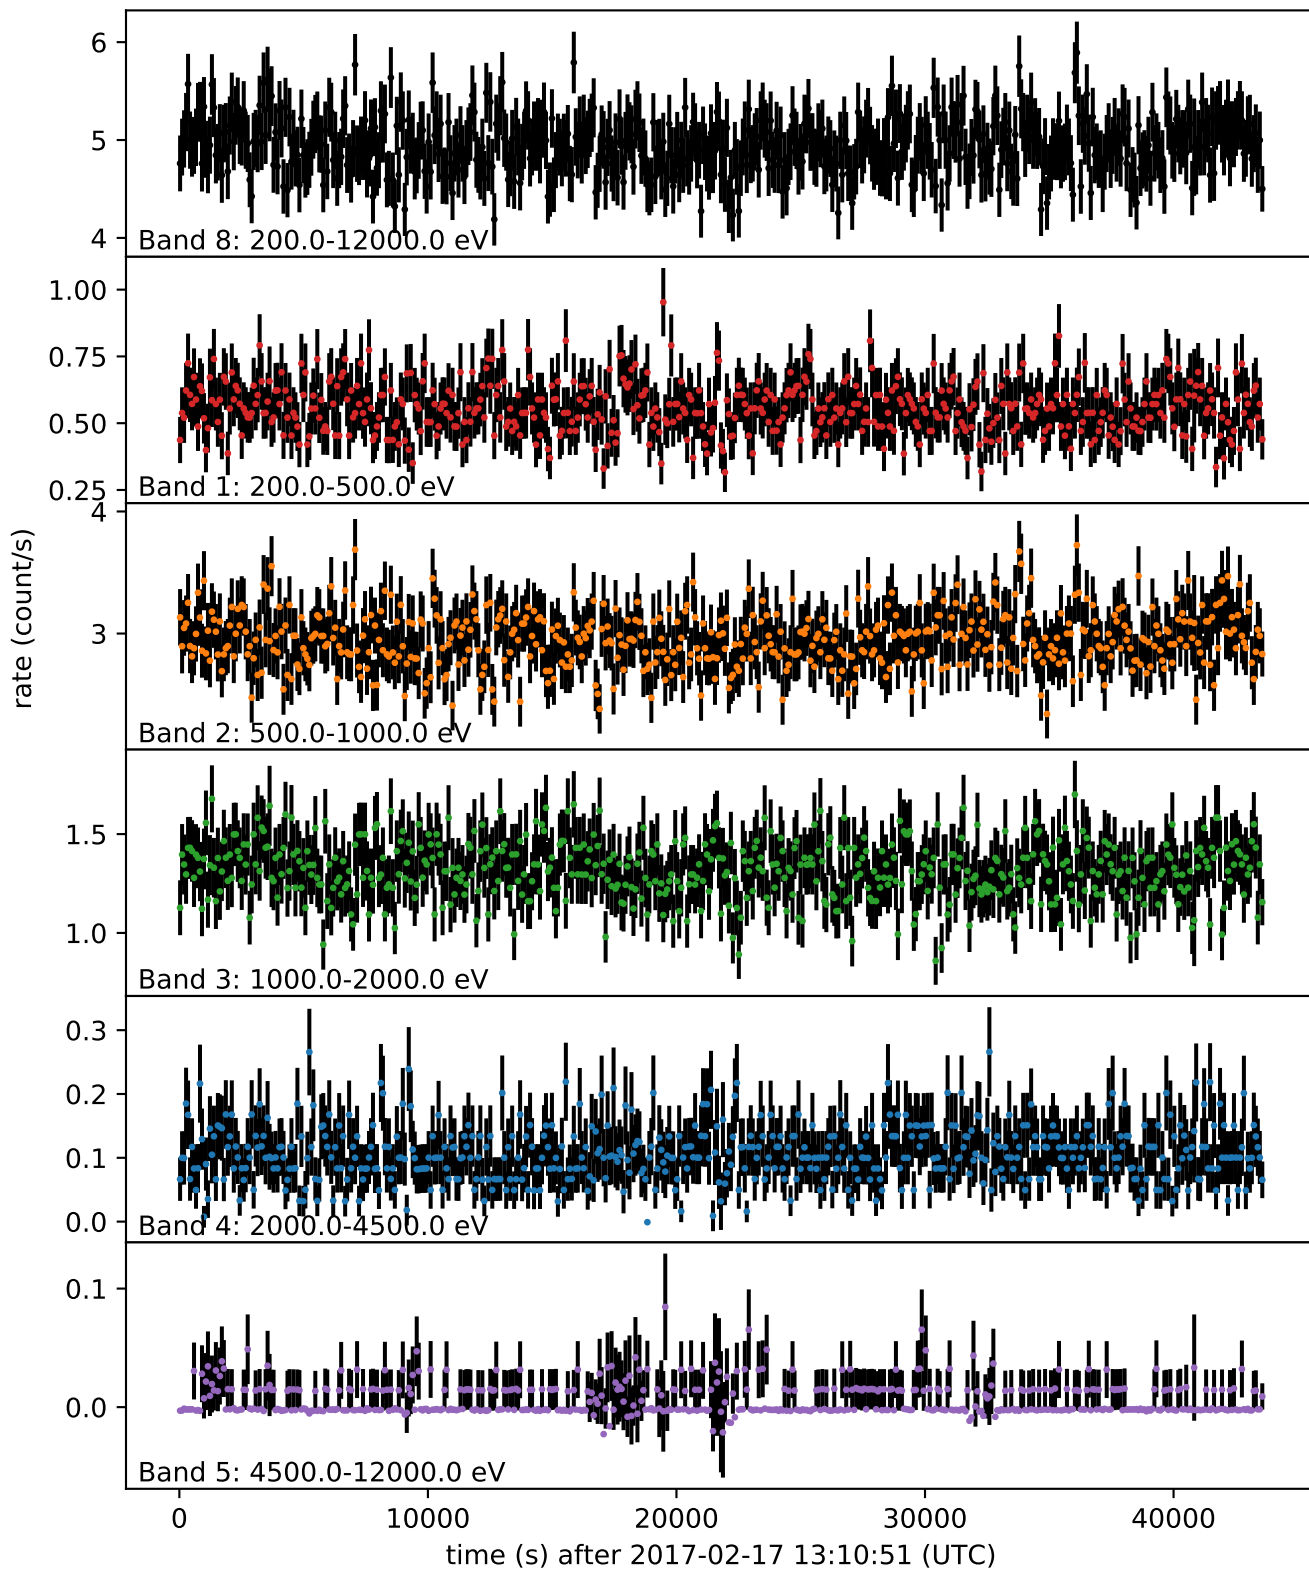 6
5
4
Band 8: 200.0-12000.0 eV
1.00
0.75
0.50
0.25
Band 1: 200.0-500.0 eV
4
3
Band 2: 500.0-1000.0 eV
rate (count/s)
1.5
1.0
Band 3: 1000.0-2000.0 eV
0.3
0.2
0.1
0.0
Band 4: 2000.0-4500.0 eV
0.1
0.0
Band 5: 4500.0-12000.0 eV
0 10000 20000 30000 40000
time (s) after 2017-02-17 13:10:51 (UTC)